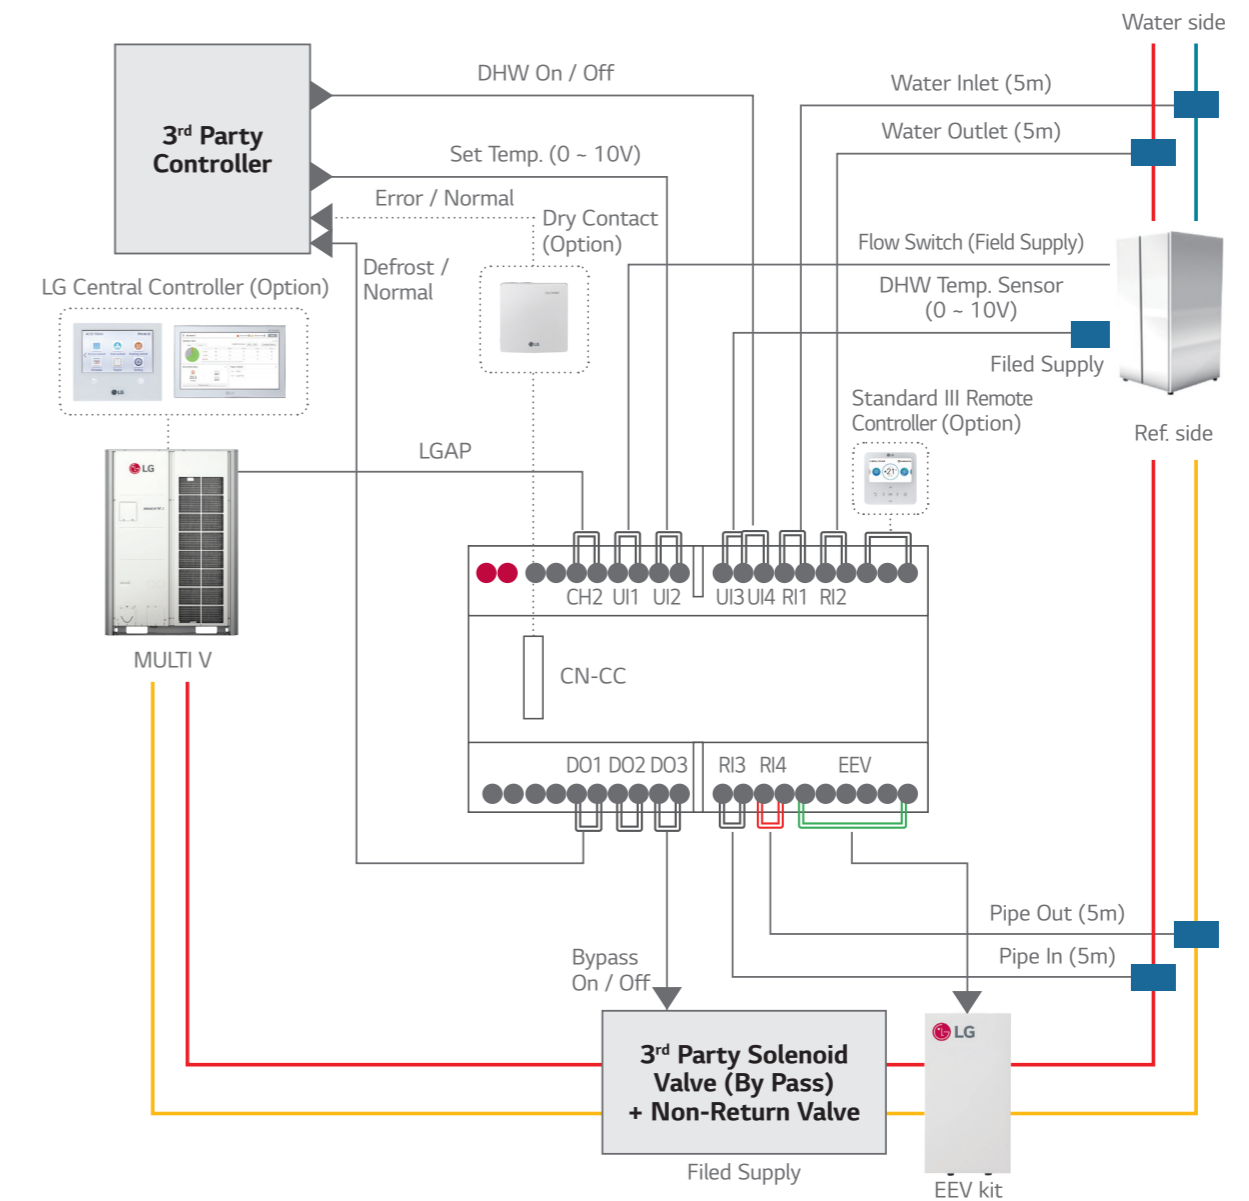 Water side
DHW On / Off
Water Inlet (5m)
3rd Party
Controller
Water Outlet (5m)
Set Temp. (0 ~ 10V)
Error / Normal
Dry Contact
(Option)
Flow Switch (Field Supply)
Defrost /
Normal
LG Central Controller (Option)
DHW Temp. Sensor
(0 ~ 10V)
Filed Supply
LG
LG
Standard III Remote
Controller (Option)
Ref. side
LGAP
LG
CH2 UI1 UI2 UI3 UI4 RI1 RI2
MULTI V
CN-CC
DO1 DO2 DO3 RI3 RI4 EEV
Pipe Out (5m)
Pipe In (5m)
Bypass
On / Off
LG
3rd Party Solenoid
Valve (By Pass)
+ Non-Return Valve
Filed Supply
EEV kit